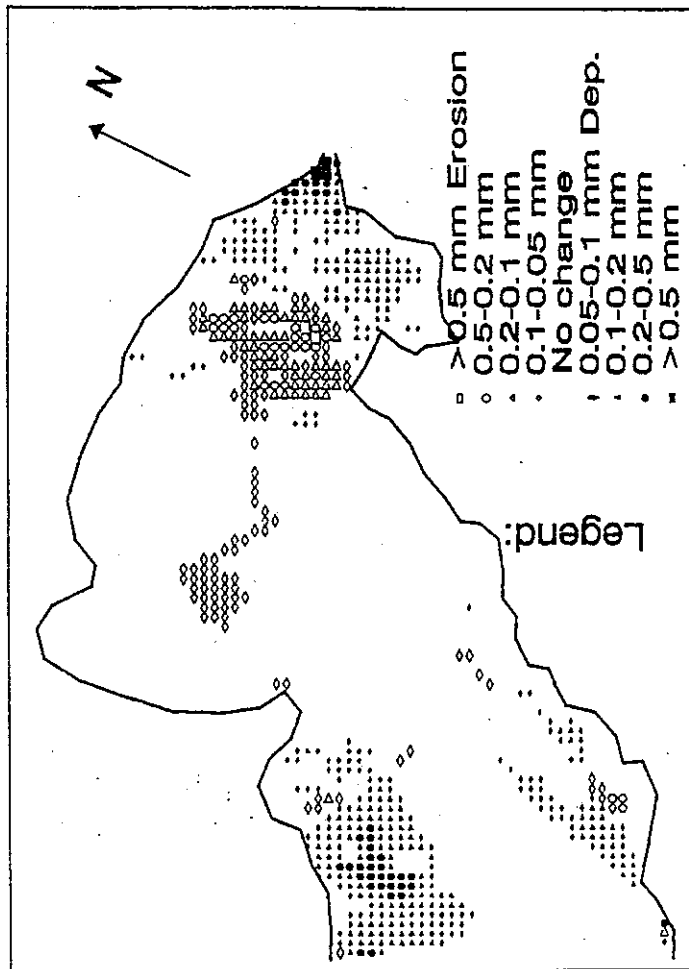 N
Legend:
>0.5 mm Erosion
0.5-0.2 mm
0.2-0.1 mm
0.1-0.05 mm
No change
0.05-0.1 mm Dep.
0.1-0.2 mm
0.2-0.5 mm
>0.5 mm